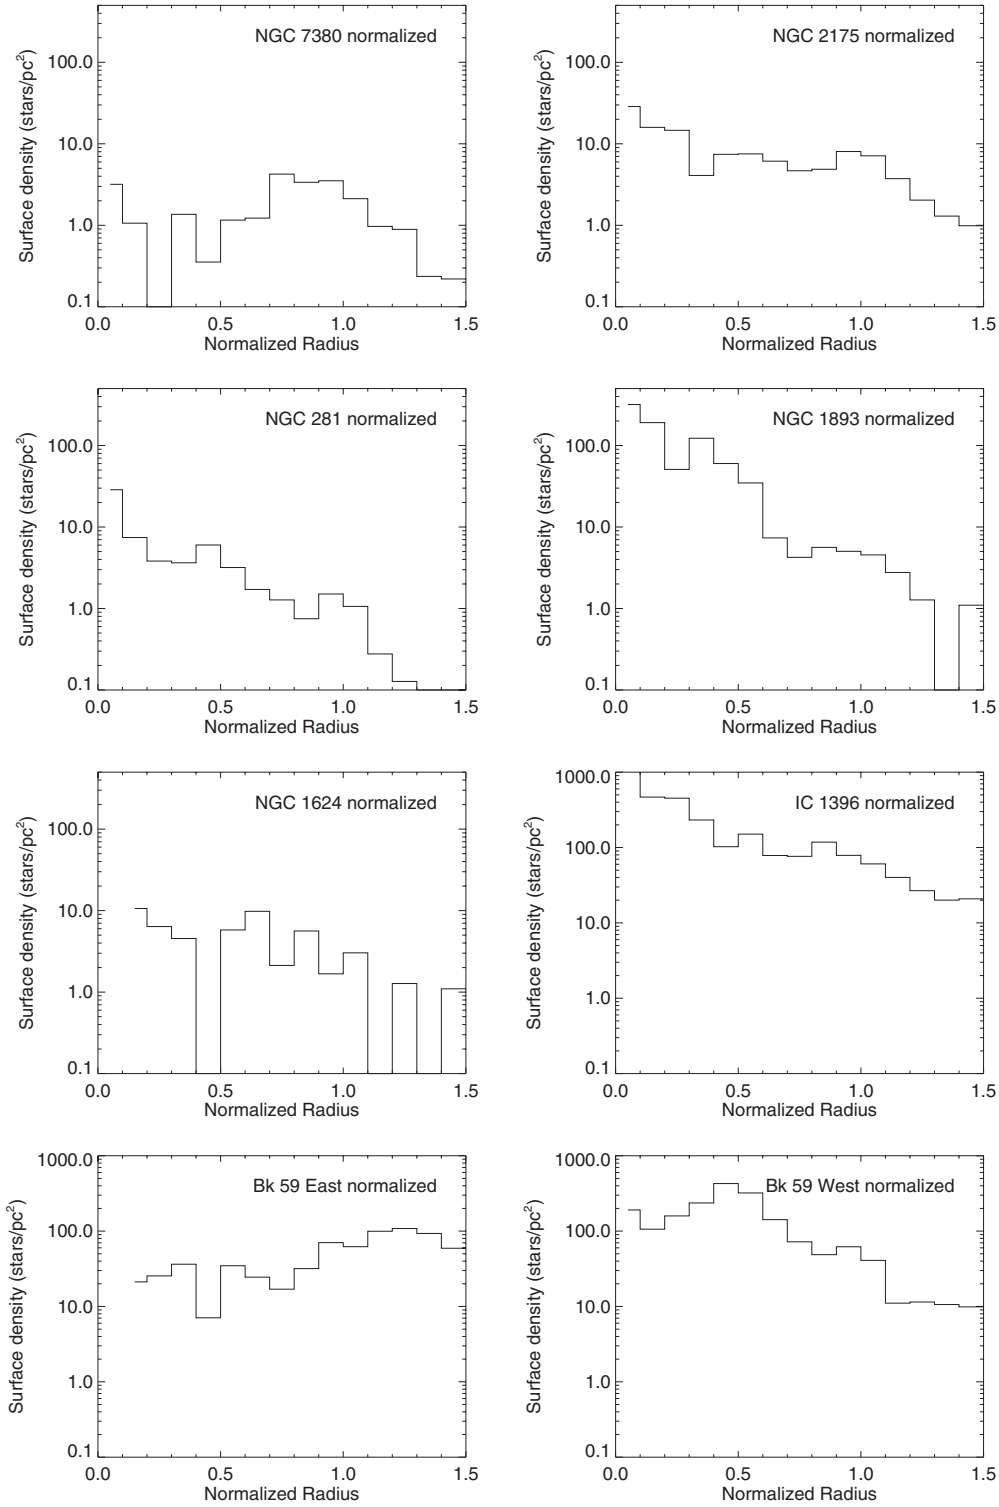 NGC 7380 normalized
Surface density (stars/pc²)
100.0
10.0
1.0
0.1
0.0 0.5 1.0 1.5
Normalized Radius
NGC 2175 normalized
Surface density (stars/pc²)
100.0
10.0
1.0
0.1
0.0 0.5 1.0 1.5
Normalized Radius
NGC 281 normalized
Surface density (stars/pc²)
100.0
10.0
1.0
0.1
0.0 0.5 1.0 1.5
Normalized Radius
NGC 1893 normalized
Surface density (stars/pc²)
100.0
10.0
1.0
0.1
0.0 0.5 1.0 1.5
Normalized Radius
NGC 1624 normalized
Surface density (stars/pc²)
100.0
10.0
1.0
0.1
0.0 0.5 1.0 1.5
Normalized Radius
IC 1396 normalized
Surface density (stars/pc²)
1000.0
100.0
10.0
1.0
0.1
0.0 0.5 1.0 1.5
Normalized Radius
Bk 59 East normalized
Surface density (stars/pc²)
1000.0
100.0
10.0
1.0
0.1
0.0 0.5 1.0 1.5
Normalized Radius
Bk 59 West normalized
Surface density (stars/pc²)
1000.0
100.0
10.0
1.0
0.1
0.0 0.5 1.0 1.5
Normalized Radius